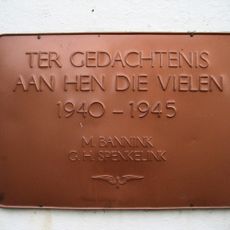 TER GEDACHTENIS
AAN HEN DIE VIELEN
1940 – 1945
M. BANNINK
G. H. SPENKELINK